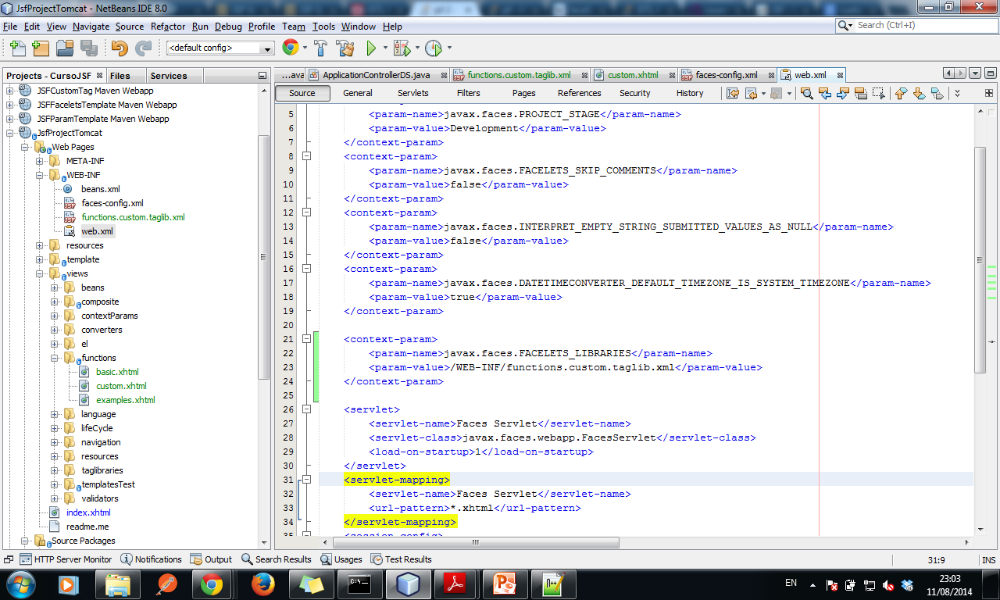 JsfProjectTomcat - NetBeans IDE 8.0
File Edit View Navigate Source Refactor Run Debug Profile Team Tools Window Help
Search (Ctrl+I)
<default config>
Projects - CursoJSF Files Services
...ava ApplicationControllerDS.java functions.custom.taglib.xml custom.xhtml faces-config.xml web.xml
Source General Servlets Filters Pages References Security History
JSFCustomTag Maven Webapp
JSFFaceletsTemplate Maven Webapp
JSFParamTemplate Maven Webapp
JsfProjectTomcat
Web Pages
META-INF
WEB-INF
beans.xml
faces-config.xml
functions.custom.taglib.xml
web.xml
resources
template
views
beans
composite
contextParams
converters
el
functions
basic.xhtml
custom.xhtml
examples.xhtml
language
lifeCycle
navigation
resources
taglibraries
templatesTest
validators
index.xhtml
readme.me
Source Packages
5 <param-name>javax.faces.PROJECT_STAGE</param-name>
6 <param-value>Development</param-value>
7 </context-param>
8 <context-param>
9 <param-name>javax.faces.FACELETS_SKIP_COMMENTS</param-name>
10 <param-value>false</param-value>
11 </context-param>
12 <context-param>
13 <param-name>javax.faces.INTERPRET_EMPTY_STRING_SUBMITTED_VALUES_AS_NULL</param-name>
14 <param-value>false</param-value>
15 </context-param>
16 <context-param>
17 <param-name>javax.faces.DATETIMECONVERTER_DEFAULT_TIMEZONE_IS_SYSTEM_TIMEZONE</param-name>
18 <param-value>true</param-value>
19 </context-param>
20
21 <context-param>
22 <param-name>javax.faces.FACELETS_LIBRARIES</param-name>
23 <param-value>/WEB-INF/functions.custom.taglib.xml</param-value>
24 </context-param>
25
26 <servlet>
27 <servlet-name>Faces Servlet</servlet-name>
28 <servlet-class>javax.faces.webapp.FacesServlet</servlet-class>
29 <load-on-startup>1</load-on-startup>
30 </servlet>
31 <servlet-mapping>
32 <servlet-name>Faces Servlet</servlet-name>
33 <url-pattern>*.xhtml</url-pattern>
34 </servlet-mapping>
35 <session-config>
HTTP Server Monitor Notifications Output Search Results Usages Test Results
31:9 INS
EN
23:03
11/08/2014